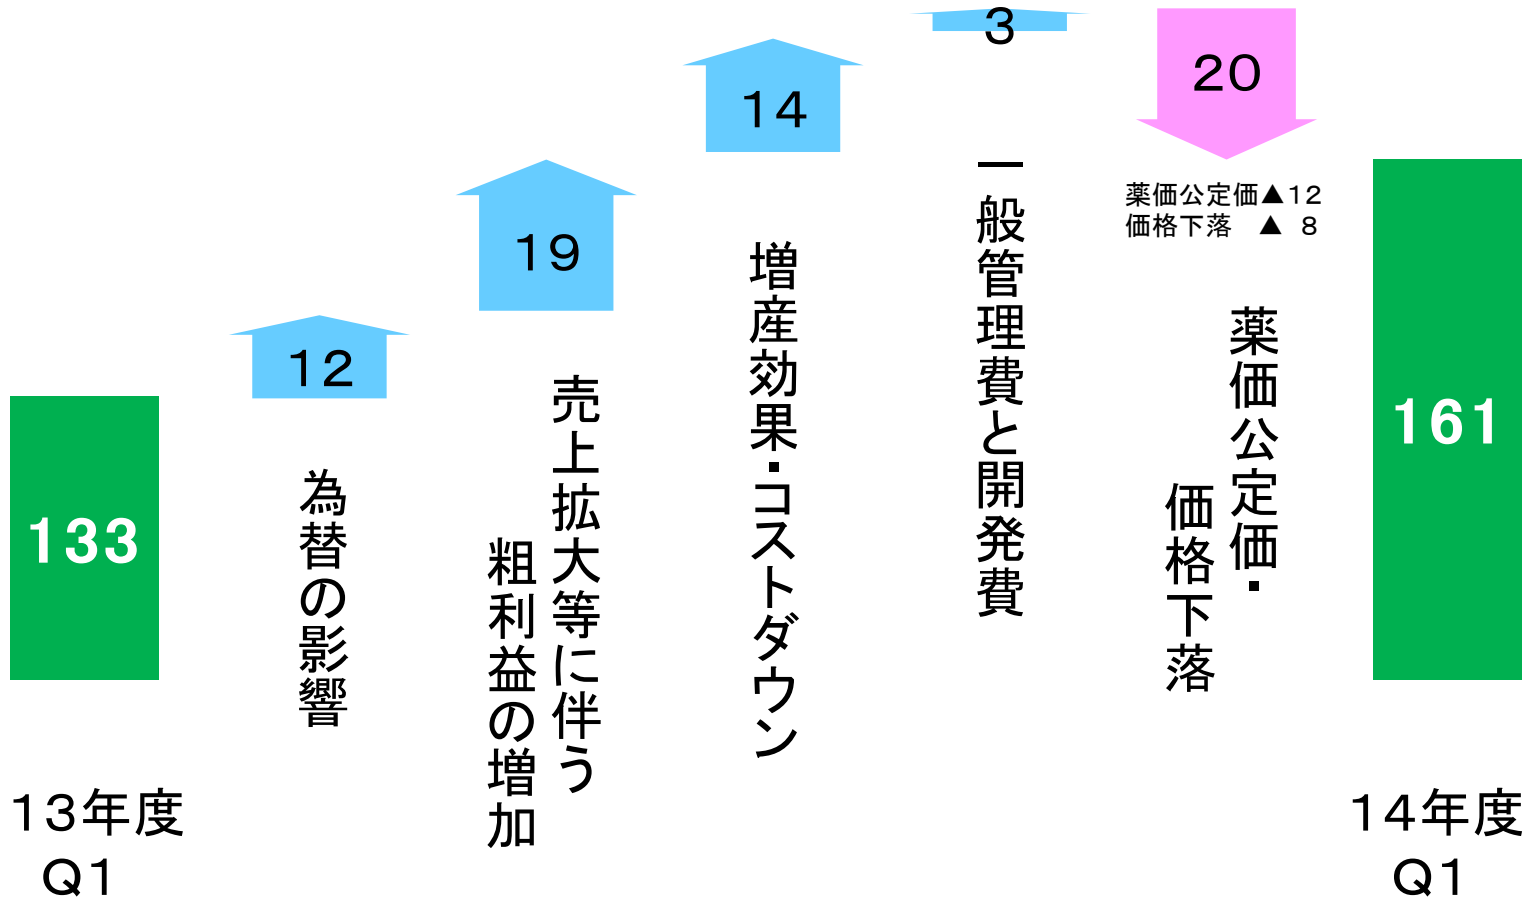 133
13年度
Q1
12
為替の影響
19
売上拡大等に伴う
粗利益の増加
14
増産効果・コストダウン
3
一般管理費と開発費
20
薬価公定価▲12
価格下落 ▲ 8
薬価公定価・
価格下落
161
14年度
Q1